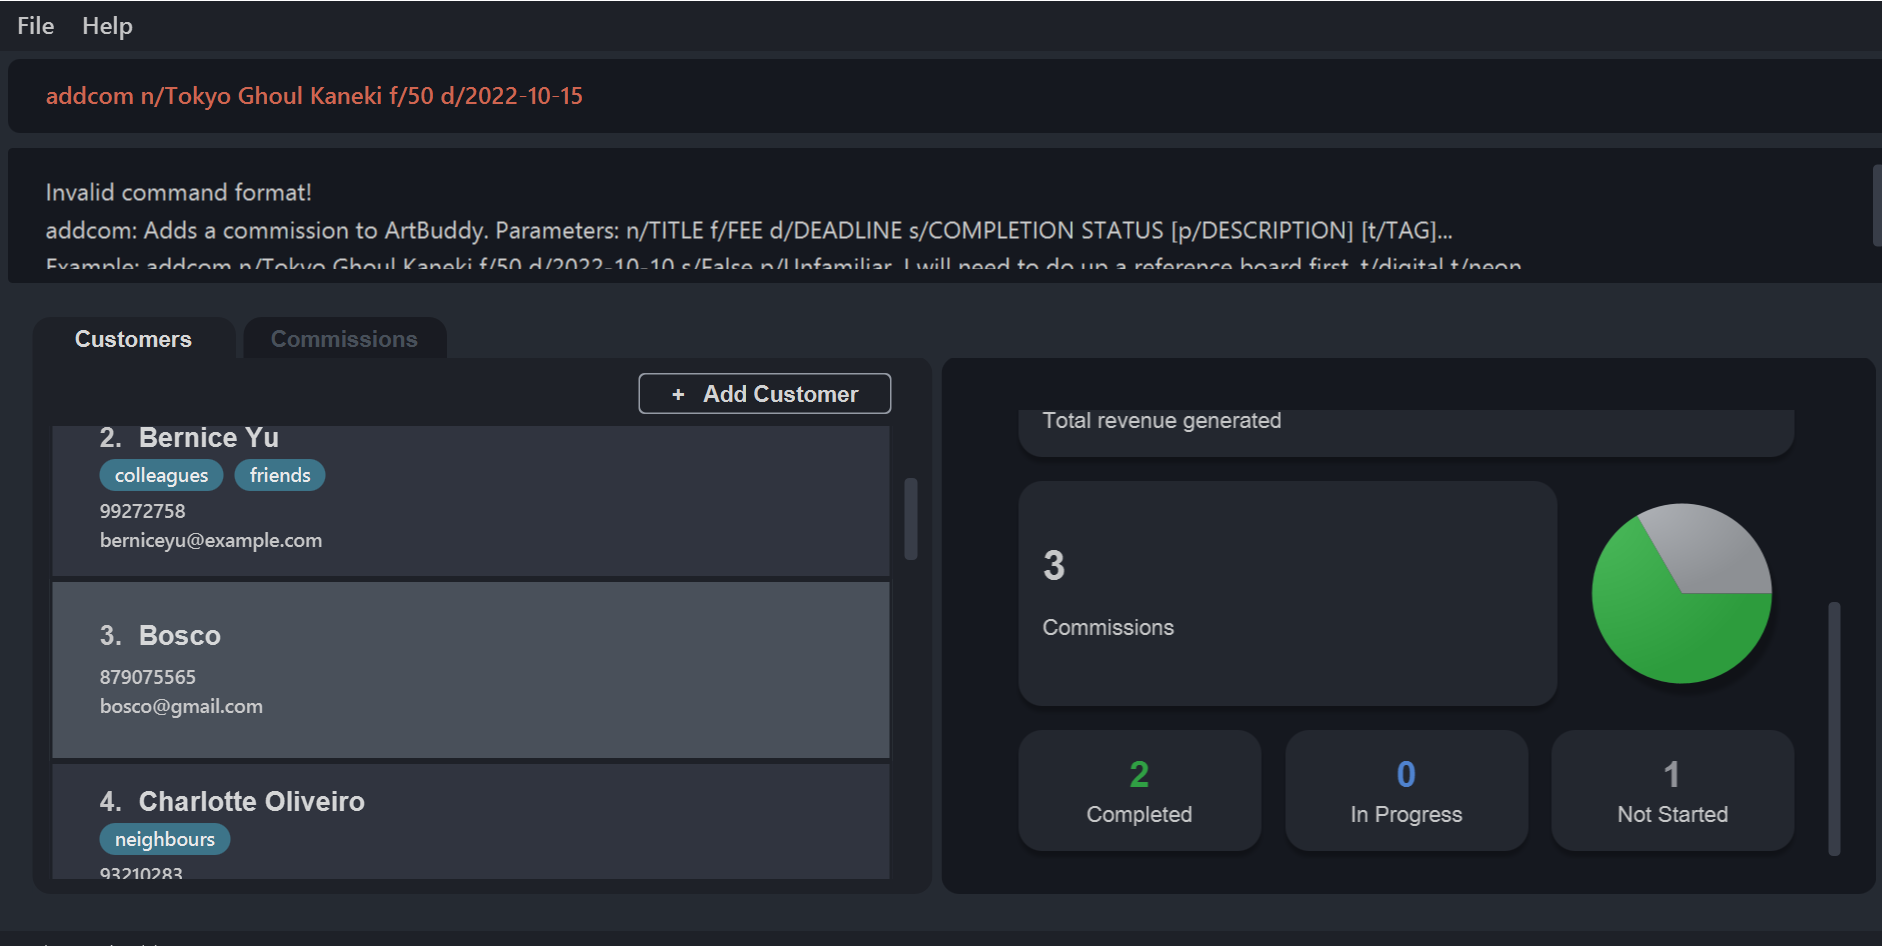 File Help
addcom n/Tokyo Ghoul Kaneki f/50 d/2022-10-15
Invalid command format!
addcom: Adds a commission to ArtBuddy. Parameters: n/TITLE f/FEE d/DEADLINE s/COMPLETION STATUS [p/DESCRIPTION] [t/TAG]...
Example: addcom n/Tokyo Ghoul Kaneki f/50 d/2022-10-10 s/False p/Unfamiliar, I will need to do up a reference board first. t/digital t/neon
Customers Commissions
+ Add Customer
2. Bernice Yu
colleagues friends
99272758
berniceyu@example.com
3. Bosco
879075565
bosco@gmail.com
4. Charlotte Oliveiro
neighbours
93210283
Total revenue generated
3
Commissions
2
Completed
0
In Progress
1
Not Started